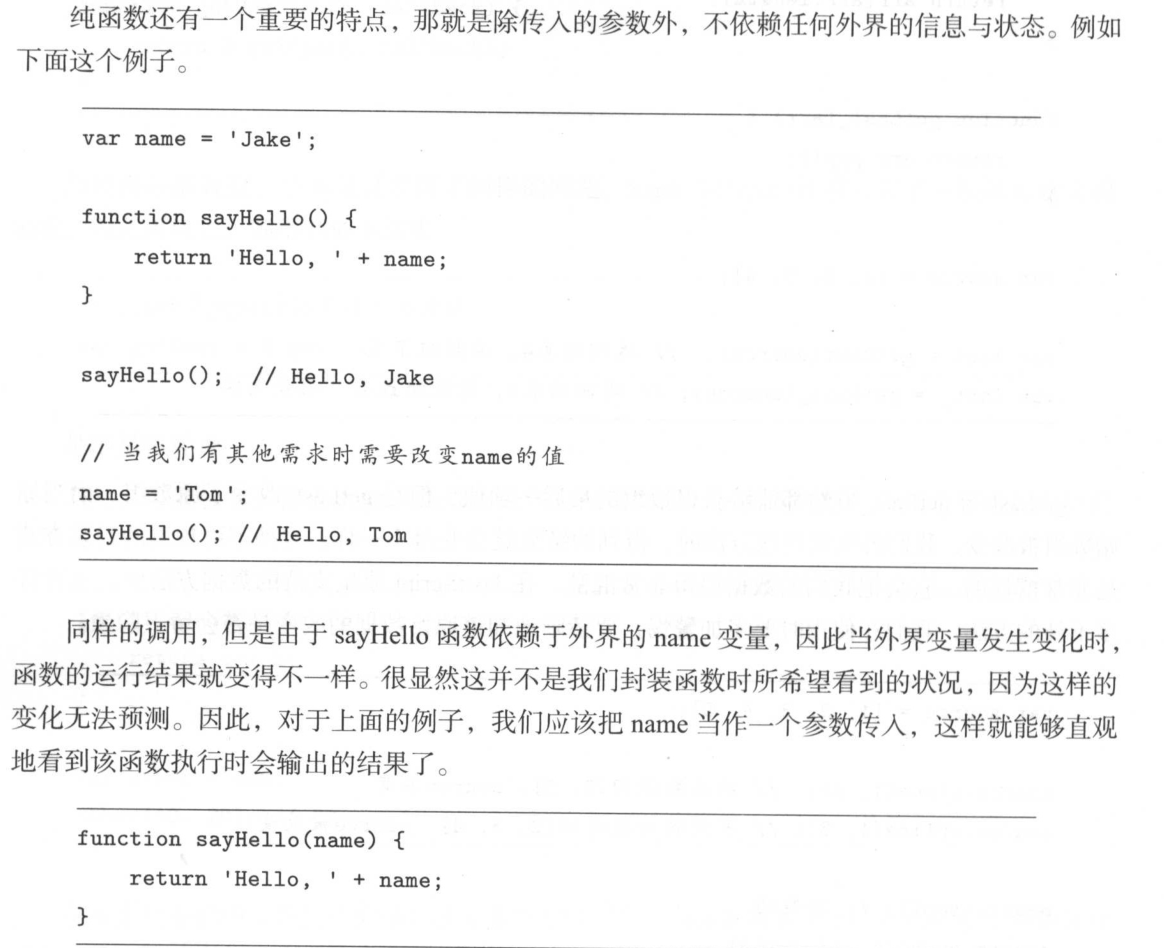 纯函数还有一个重要的特点，那就是除传入的参数外，不依赖任何外界的信息与状态。例如
下面这个例子。
var name = 'Jake';
function sayHello() {
    return 'Hello, ' + name;
}
sayHello();  // Hello, Jake
// 当我们有其他需求时需要改变name的值
name = 'Tom';
sayHello(); // Hello, Tom
同样的调用，但是由于 sayHello 函数依赖于外界的 name 变量，因此当外界变量发生变化时，
函数的运行结果就变得不一样。很显然这并不是我们封装函数时所希望看到的状况，因为这样的
变化无法预测。因此，对于上面的例子，我们应该把 name 当作一个参数传入，这样就能够直观
地看到该函数执行时会输出的结果了。
function sayHello(name) {
    return 'Hello, ' + name;
}